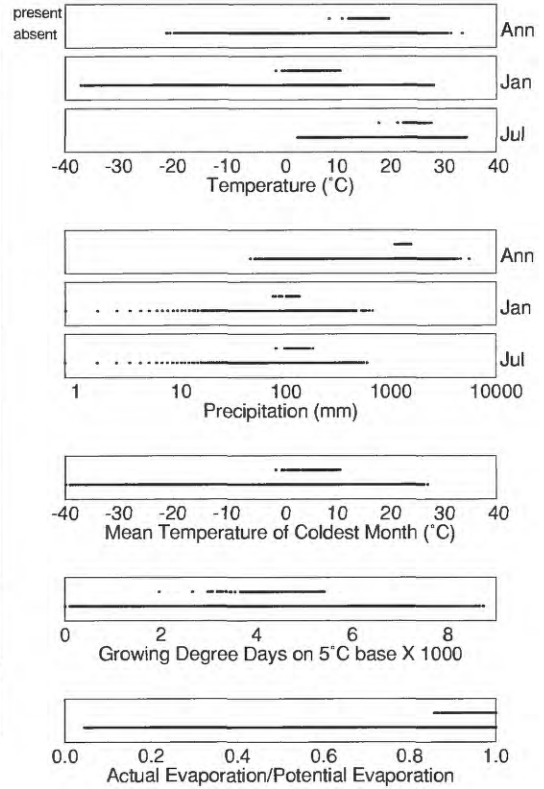 present
absent
Ann
Jan
Jul
-40 -30 -20 -10 0 10 20 30 40
Temperature (˚C)
Ann
Jan
Jul
1 10 100 1000 10000
Precipitation (mm)
-40 -30 -20 -10 0 10 20 30 40
Mean Temperature of Coldest Month (˚C)
0 2 4 6 8
Growing Degree Days on 5˚C base X 1000
0.0 0.2 0.4 0.6 0.8 1.0
Actual Evaporation/Potential Evaporation